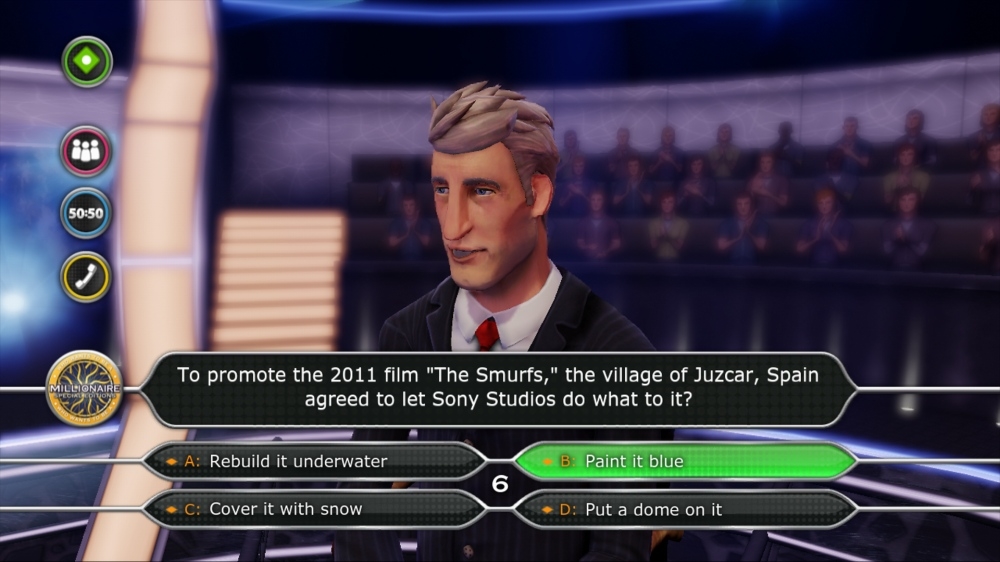 50:50
MILLIONAIRE
SPECIAL EDITIONS
To promote the 2011 film "The Smurfs," the village of Juzcar, Spain
agreed to let Sony Studios do what to it?
A: Rebuild it underwater
B: Paint it blue
6
C: Cover it with snow
D: Put a dome on it